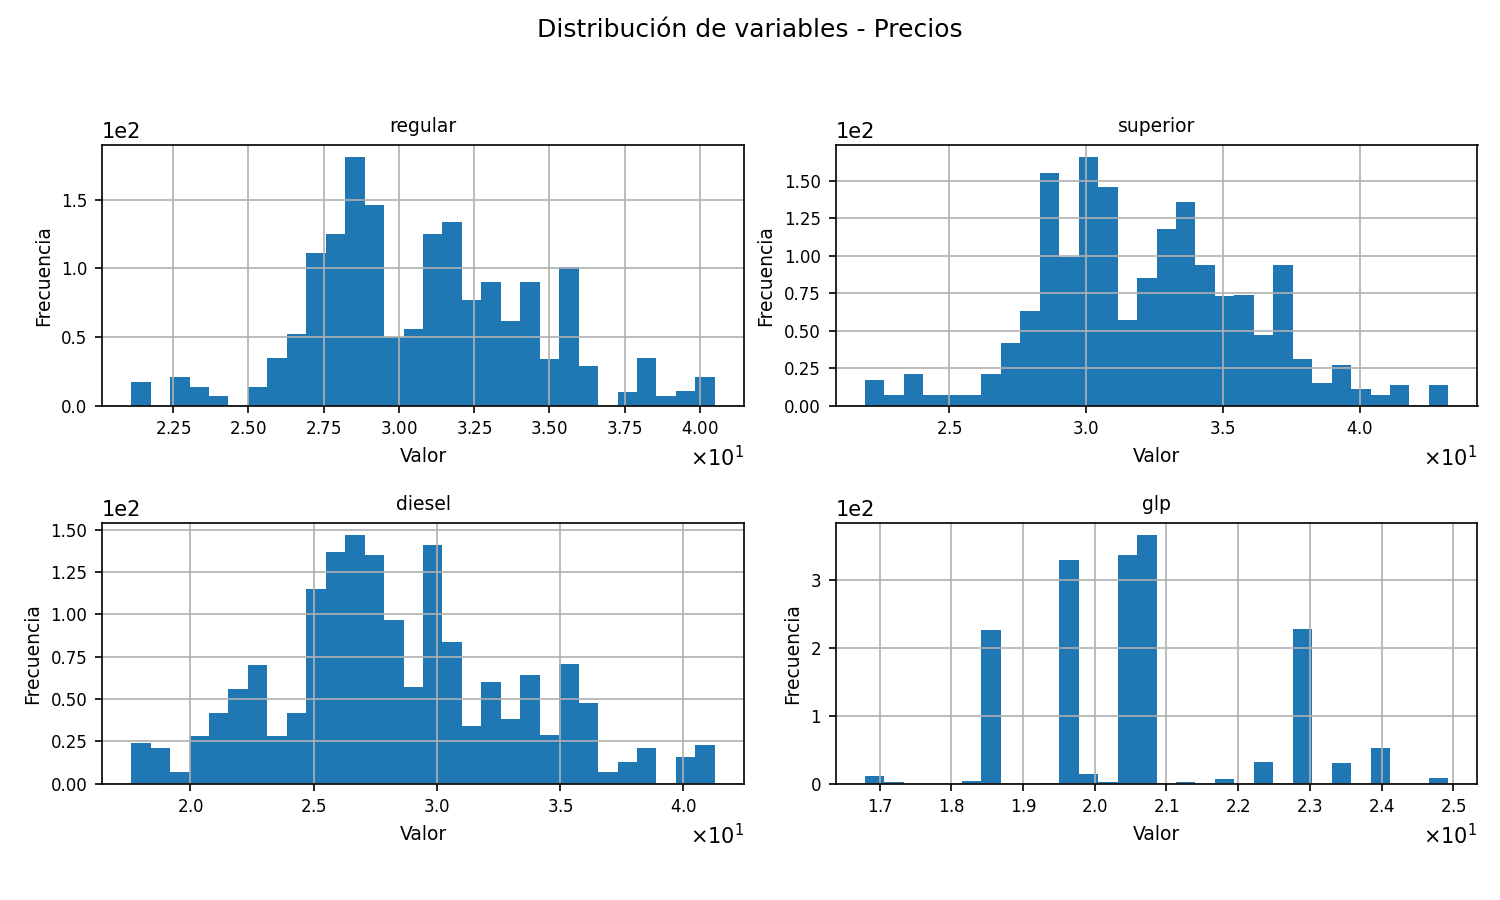 Distribución de variables - Precios
regular
1e2
Frecuencia
1.5
1.0
0.5
0.0
2.25 2.50 2.75 3.00 3.25 3.50 3.75 4.00
Valor
×10¹
superior
1e2
Frecuencia
1.50
1.25
1.00
0.75
0.50
0.25
0.00
2.5 3.0 3.5 4.0
Valor
×10¹
diesel
1e2
Frecuencia
1.50
1.25
1.00
0.75
0.50
0.25
0.00
2.0 2.5 3.0 3.5 4.0
Valor
×10¹
glp
1e2
Frecuencia
3
2
1
0
1.7 1.8 1.9 2.0 2.1 2.2 2.3 2.4 2.5
Valor
×10¹